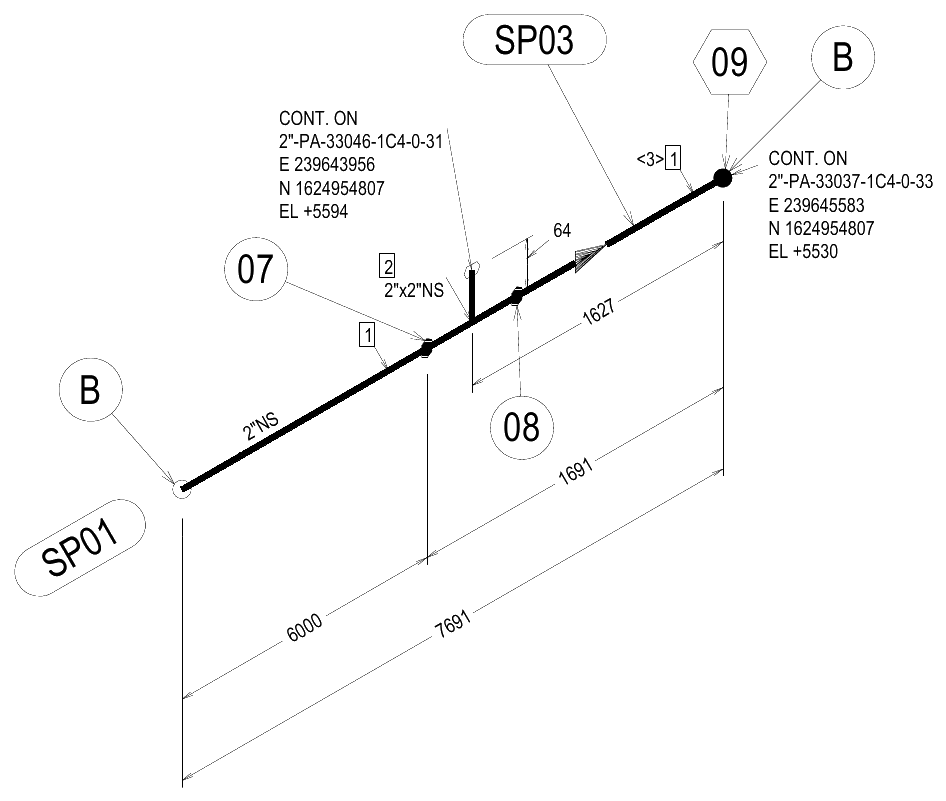 SP03
09
B
CONT. ON
2"-PA-33046-1C4-0-31
E 239643956
N 1624954807
EL +5594
<3> 1
CONT. ON
2"-PA-33037-1C4-0-33
E 239645583
N 1624954807
EL +5530
64
07
2
2"x2"NS
1627
1
B
08
2"NS
1691
SP01
6000
7691